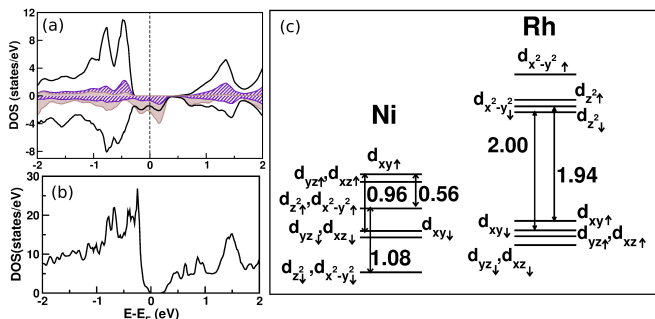 (a)
12
8
4
0
-4
-8
DOS (states/eV)
-2
-1
0
1
2
(b)
30
20
10
0
DOS(states/eV)
-2
-1
0
1
2
E-E_F (eV)
(c)
Ni
d_xy↑
d_yz↑,d_xz↑
0.96
0.56
d_z²↑,d_x²-y²↑
d_yz↓,d_xz↓
d_xy↓
1.08
d_z²↓,d_x²-y²↓
Rh
d_x²-y²↑
d_z²↑
d_x²-y²↓
d_z²↓
2.00
1.94
d_xy↑
d_xy↓
d_yz↑,d_xz↑
d_yz↓,d_xz↓